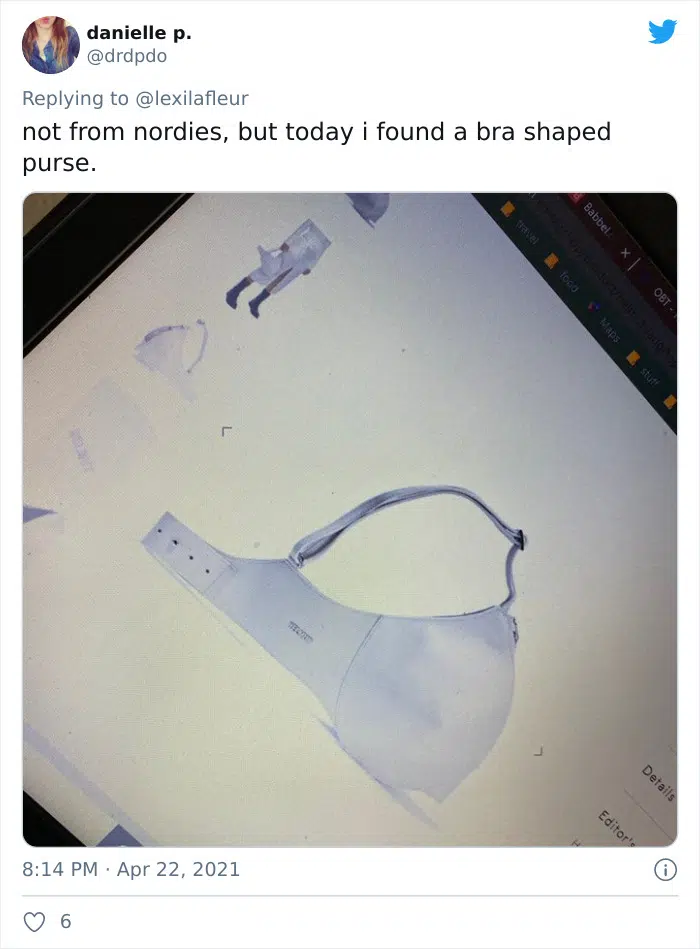 danielle p.
@drdpdo
Replying to @lexilafleur
not from nordies, but today i found a bra shaped
purse.
Babbel
OBT -
travel
food
Maps
stuff
Details
Editor's
8:14 PM · Apr 22, 2021
6